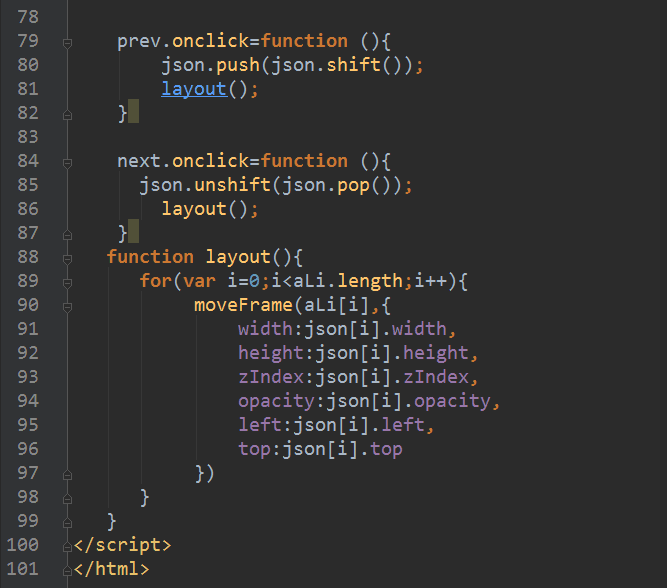 78
79 prev.onclick=function (){
80 json.push(json.shift());
81 layout();
82 }
83
84 next.onclick=function (){
85 json.unshift(json.pop());
86 layout();
87 }
88 function layout(){
89 for(var i=0;i<aLi.length;i++){
90 moveFrame(aLi[i],{
91 width:json[i].width,
92 height:json[i].height,
93 zIndex:json[i].zIndex,
94 opacity:json[i].opacity,
95 left:json[i].left,
96 top:json[i].top
97 })
98 }
99 }
100 </script>
101 </html>